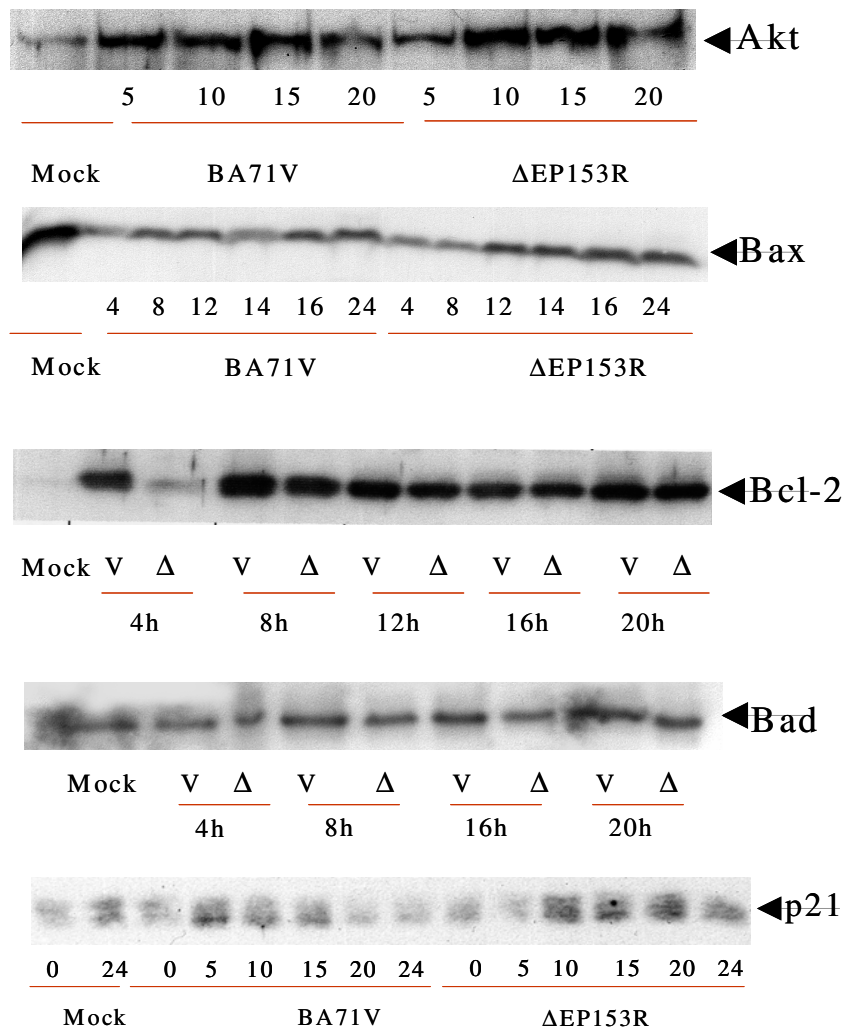 Akt
5 10 15 20 5 10 15 20
Mock BA71V ΔEP153R
Bax
4 8 12 14 16 24 4 8 12 14 16 24
Mock BA71V ΔEP153R
Bcl-2
Mock V Δ V Δ V Δ V Δ V Δ
4h 8h 12h 16h 20h
Bad
Mock V Δ V Δ V Δ V Δ
4h 8h 16h 20h
p21
0 24 0 5 10 15 20 24 0 5 10 15 20 24
Mock BA71V ΔEP153R